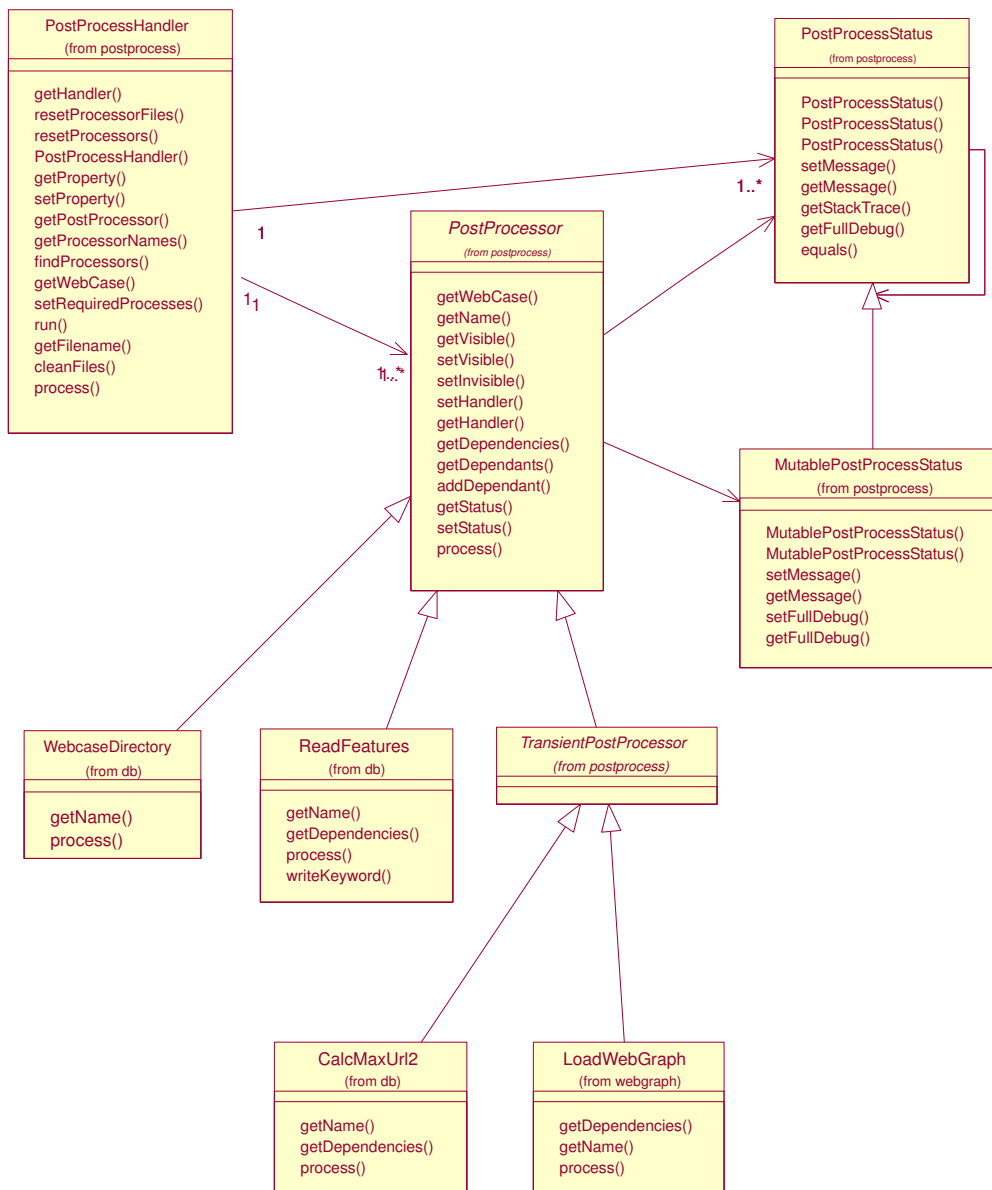 PostProcessHandler
(from postprocess)
getHandler()
resetProcessorFiles()
resetProcessors()
PostProcessHandler()
getProperty()
setProperty()
getPostProcessor()
getProcessorNames()
findProcessors()
getWebCase()
setRequiredProcesses()
run()
getFilename()
cleanFiles()
process()
PostProcessStatus
(from postprocess)
PostProcessStatus()
PostProcessStatus()
PostProcessStatus()
setMessage()
getMessage()
getStackTrace()
getFullDebug()
equals()
1
1..*
1
1
1..*
1..*
PostProcessor
(from postprocess)
getWebCase()
getName()
getVisible()
setVisible()
setInvisible()
setHandler()
getHandler()
getDependencies()
getDependants()
addDependant()
getStatus()
setStatus()
process()
MutablePostProcessStatus
(from postprocess)
MutablePostProcessStatus()
MutablePostProcessStatus()
setMessage()
getMessage()
setFullDebug()
getFullDebug()
WebcaseDirectory
(from db)
getName()
process()
ReadFeatures
(from db)
getName()
getDependencies()
process()
writeKeyword()
TransientPostProcessor
(from postprocess)
CalcMaxUrl2
(from db)
getName()
getDependencies()
process()
LoadWebGraph
(from webgraph)
getDependencies()
getName()
process()